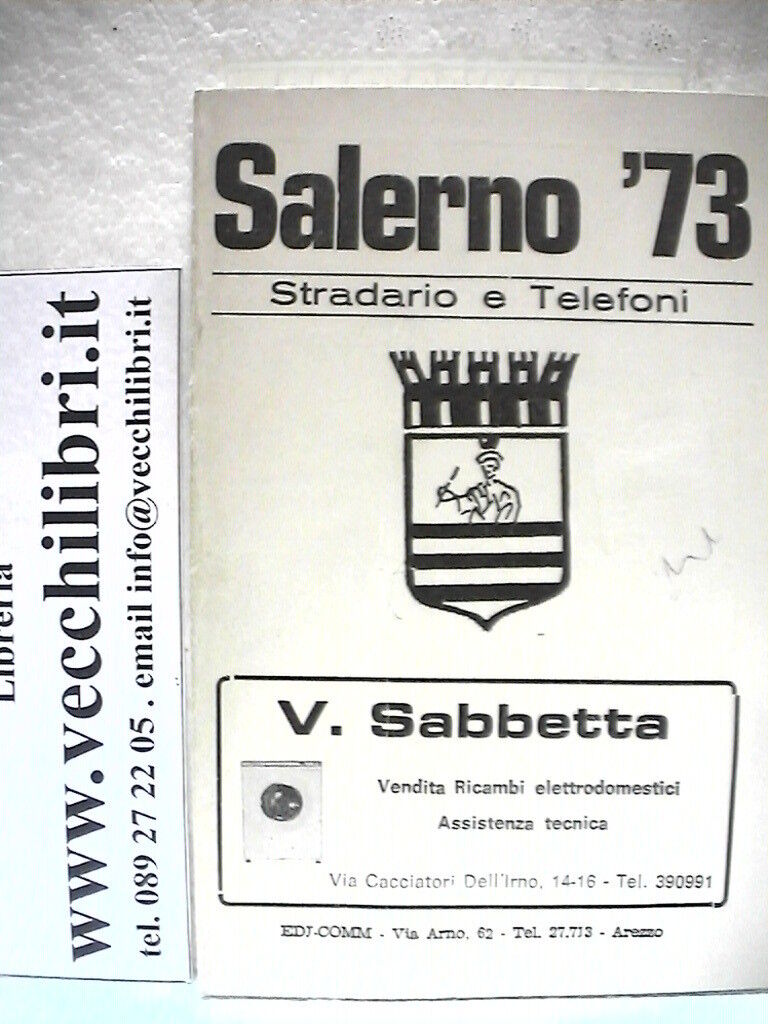 Salerno '73
Stradario e Telefoni
V. Sabbetta
Vendita Ricambi elettrodomestici
Assistenza tecnica
Via Cacciatori Dell'Irno, 14-16 - Tel. 390991
EDJ-COMM - Via Arno, 62 - Tel. 27.713 - Arezzo
Libreria
www.vecchilibri.it
tel. 089 27 22 05 . email info@vecchilibri.it